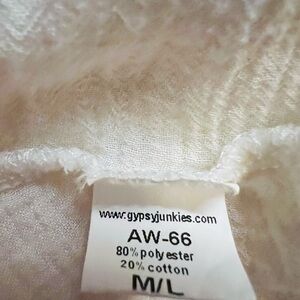 www.gypsyjunkies.com
AW-66
80% polyester
20% cotton
M/L